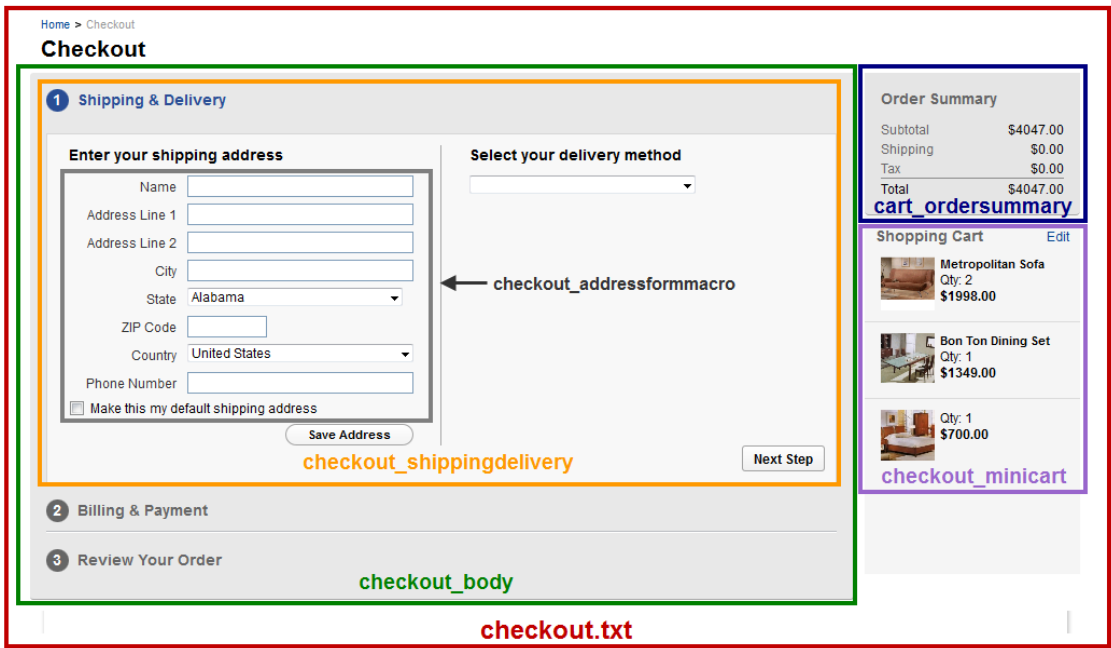 Home > Checkout
Checkout
1 Shipping & Delivery
Enter your shipping address
Name
Address Line 1
Address Line 2
City
State Alabama
ZIP Code
Country United States
Phone Number
Make this my default shipping address
Save Address
Select your delivery method
checkout_addressformmacro
Next Step
checkout_shippingdelivery
2 Billing & Payment
3 Review Your Order
checkout_body
Order Summary
Subtotal $4047.00
Shipping $0.00
Tax $0.00
Total $4047.00
cart_ordersummary
Shopping Cart Edit
Metropolitan Sofa
Qty: 2
$1998.00
Bon Ton Dining Set
Qty: 1
$1349.00
Qty: 1
$700.00
checkout_minicart
checkout.txt